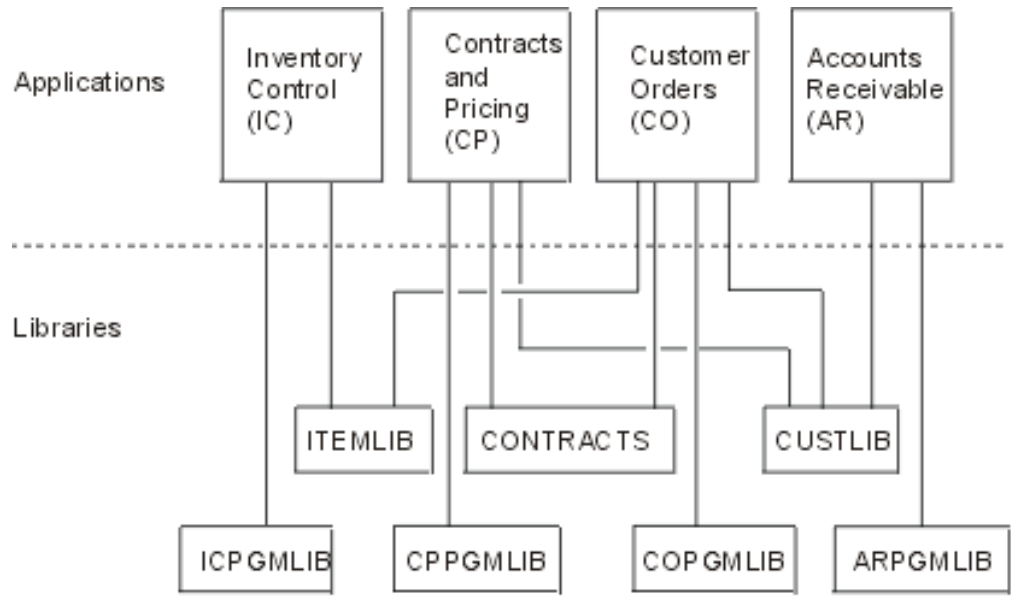 Applications
Inventory
Control
(IC)
Contracts
and
Pricing
(CP)
Customer
Orders
(CO)
Accounts
Receivable
(AR)
Libraries
ITEMLIB
CONTRACTS
CUSTLIB
ICPGMLIB
CPPGMLIB
COPGMLIB
ARPGMLIB